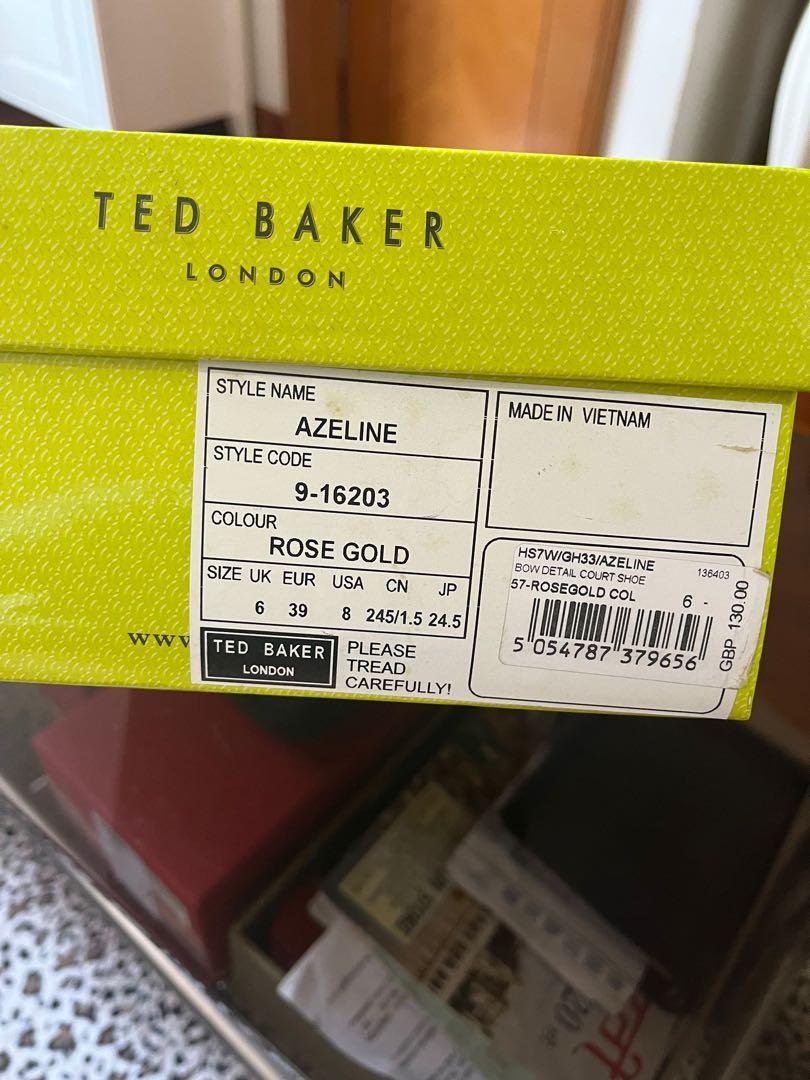 TED BAKER
LONDON
STYLE NAME
AZELINE
STYLE CODE
9-16203
COLOUR
ROSE GOLD
SIZE UK EUR USA CN JP
6 39 8 245/1.5 24.5
TED BAKER
LONDON
PLEASE
TREAD
CAREFULLY!
MADE IN VIETNAM
HS7W/GH33/AZELINE
BOW DETAIL COURT SHOE 136403
57-ROSEGOLD COL 6 -
5 054787 379656
GBP 130.00